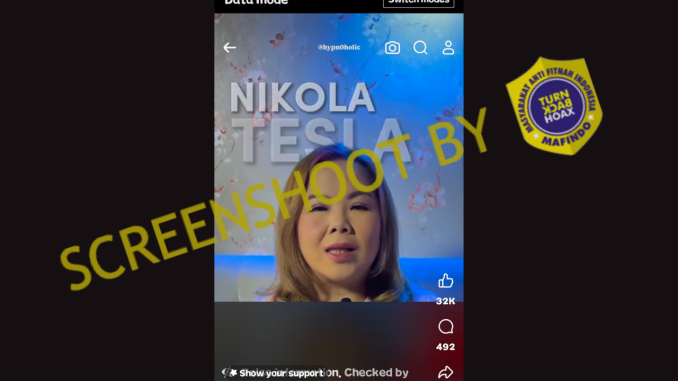 Data mode
Switch modes
@hypn0holic
NIKOLA
TESLA
SCREENSHOOT BY
MASYARAKAT ANTI FITNAH INDONESIA
TURN
BACK
HOAX
MAFINDO
32K
492
Show your support
on, Checked by